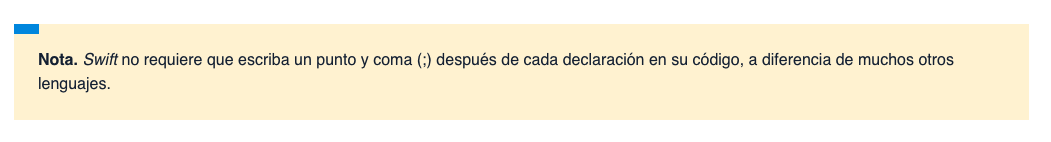 Nota. Swift no requiere que escriba un punto y coma (;) después de cada declaración en su código, a diferencia de muchos otros
lenguajes.